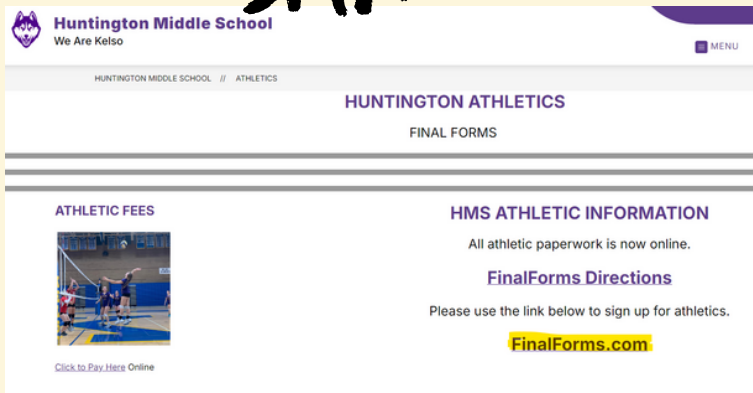 Huntington Middle School
We Are Kelso
MENU
HUNTINGTON MIDDLE SCHOOL // ATHLETICS
HUNTINGTON ATHLETICS
FINAL FORMS
ATHLETIC FEES
HMS ATHLETIC INFORMATION
All athletic paperwork is now online.
FinalForms Directions
Please use the link below to sign up for athletics.
FinalForms.com
Click to Pay Here Online